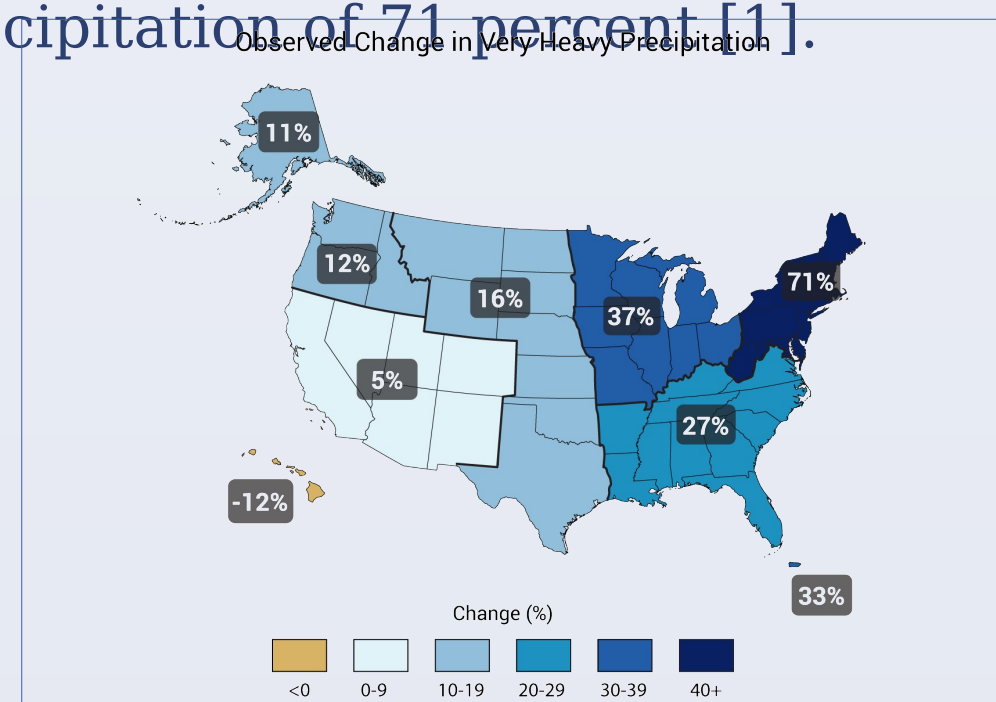 cipitation of 71 percent [1].
Observed Change in Very Heavy Precipitation
11%
12%
16%
71%
37%
5%
27%
-12%
33%
Change (%)
<0 0-9 10-19 20-29 30-39 40+